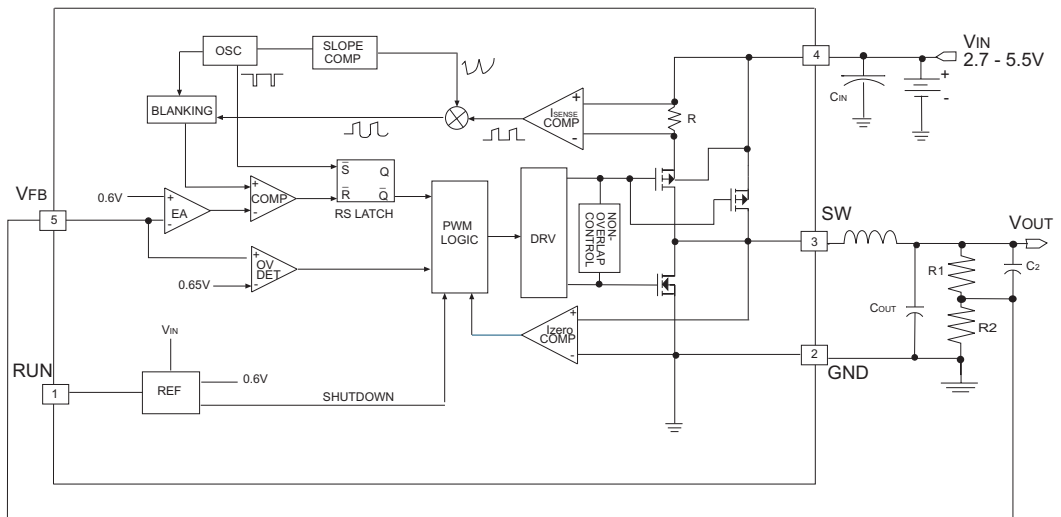 OSC
SLOPE
COMP
4
VIN
2.7 - 5.5V
+
-
CIN
BLANKING
+
-
ISENSE
COMP
R
VFB
5
0.6V
+
-
EA
+
-
COMP
S
R
Q
Q
RS LATCH
PWM
LOGIC
DRV
NON-
OVERLAP
CONTROL
SW
3
VOUT
R1
C2
COUT
R2
+
-
OV
DET
0.65V
+
-
Izero
COMP
2
GND
VIN
RUN
1
REF
0.6V
SHUTDOWN